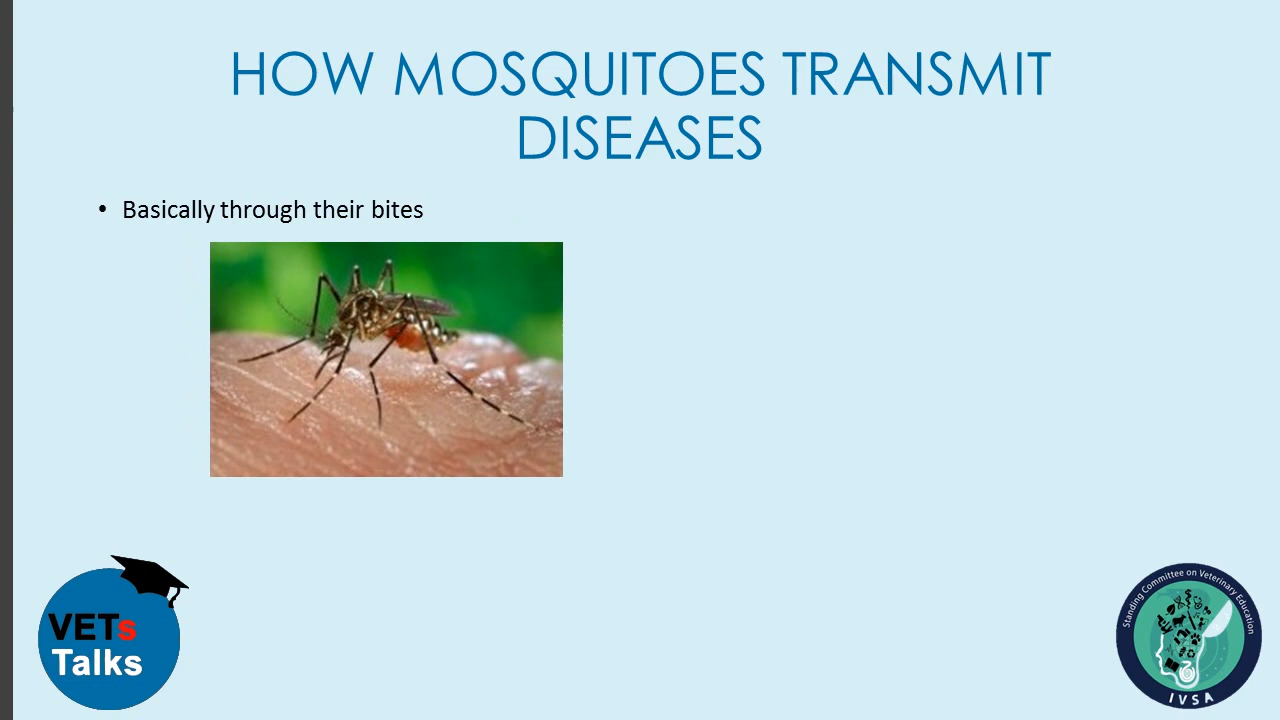 HOW MOSQUITOES TRANSMIT
DISEASES
• Basically through their bites
VETs
Talks
Standing Committee on Veterinary Education
IVSA